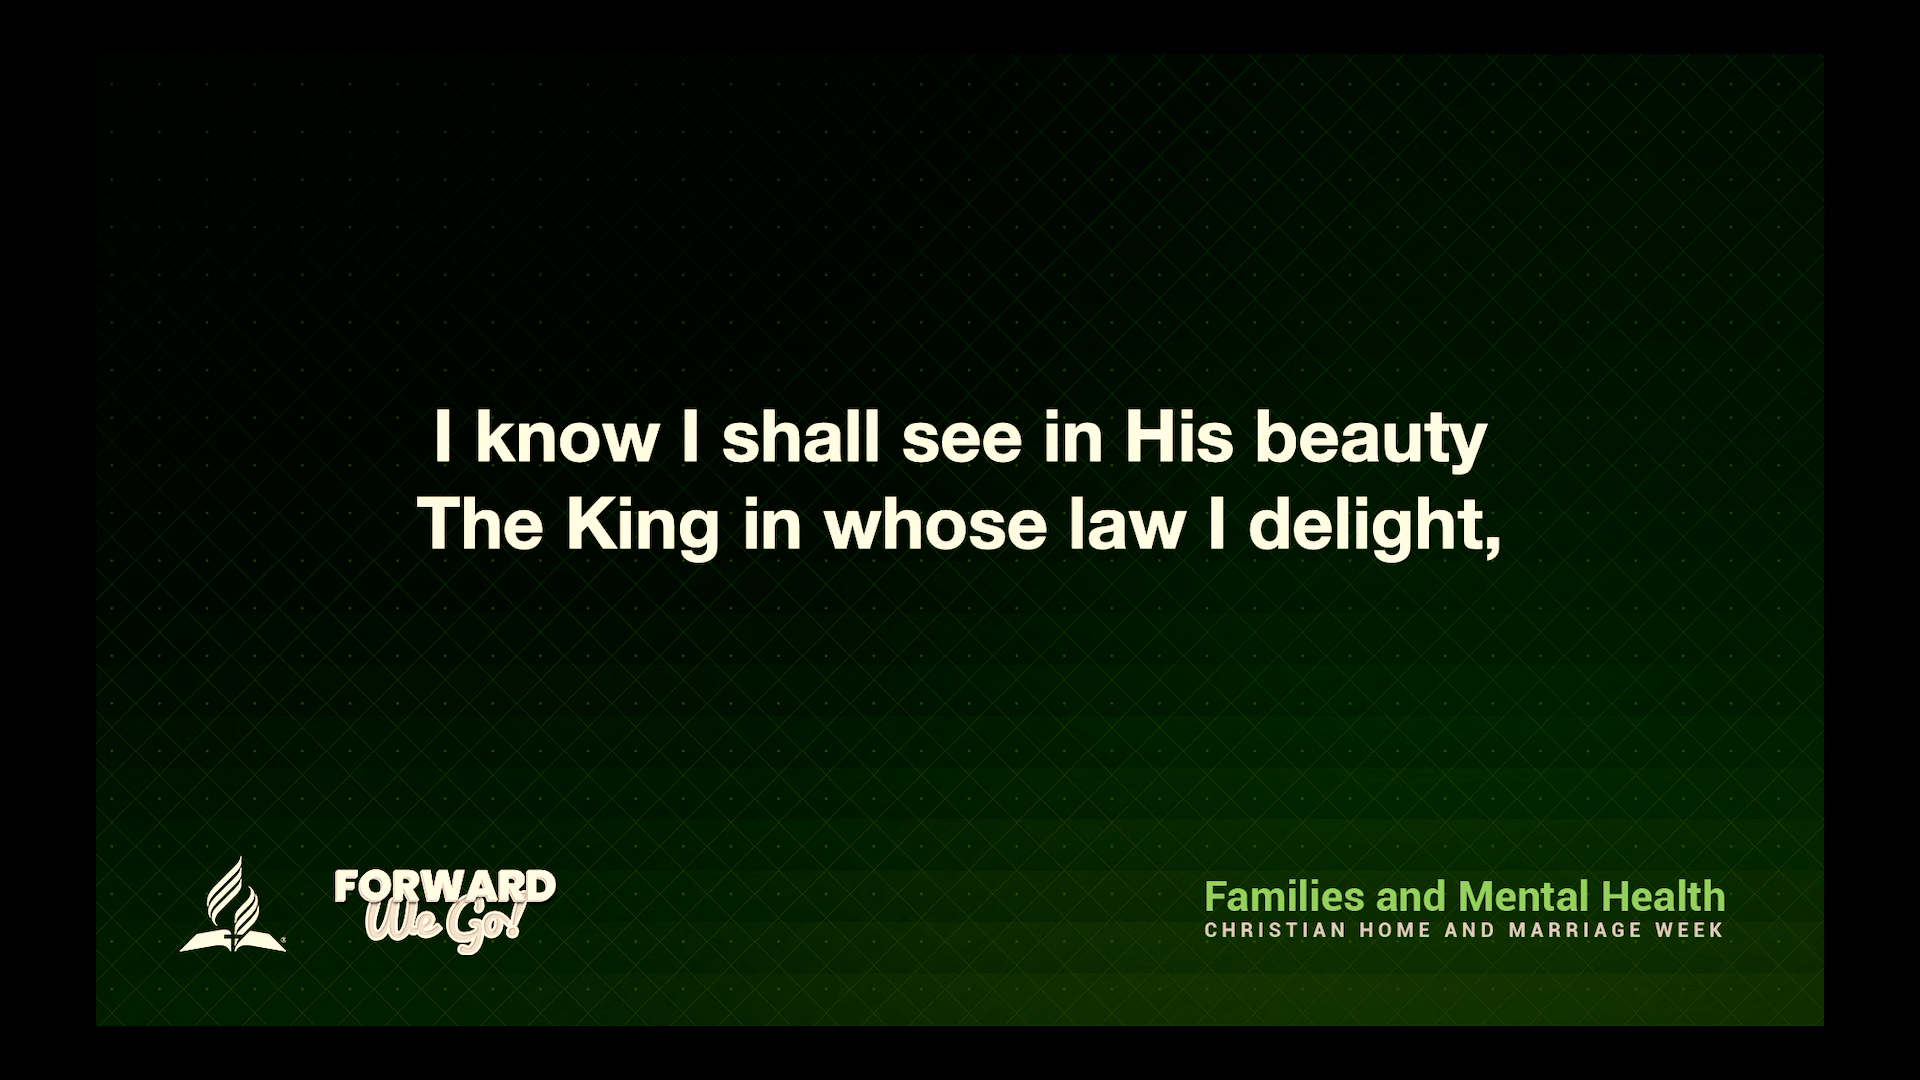 I know I shall see in His beauty
The King in whose law I delight,
FORWARD
We Go!
Families and Mental Health
CHRISTIAN HOME AND MARRIAGE WEEK